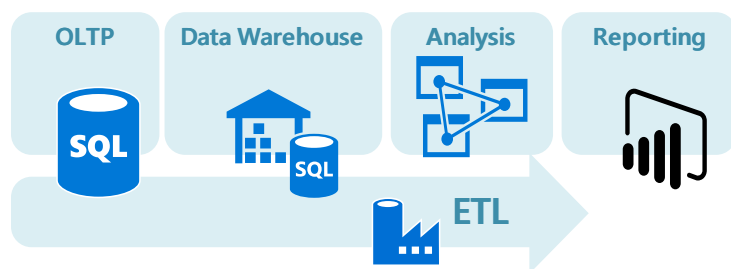 OLTP
Data Warehouse
Analysis
Reporting
SQL
SQL
ETL